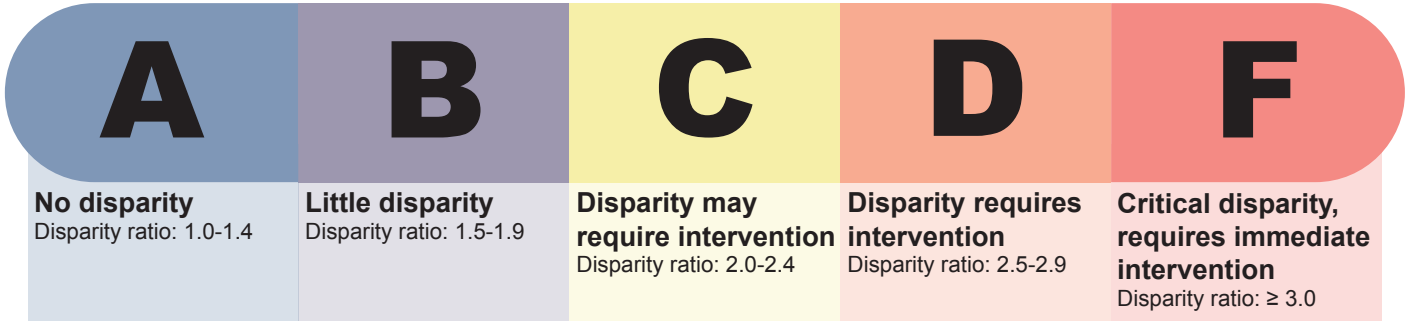 A
B
C
D
F
No disparity
Disparity ratio: 1.0-1.4
Little disparity
Disparity ratio: 1.5-1.9
Disparity may
require intervention
Disparity ratio: 2.0-2.4
Disparity requires
intervention
Disparity ratio: 2.5-2.9
Critical disparity,
requires immediate
intervention
Disparity ratio: ≥ 3.0